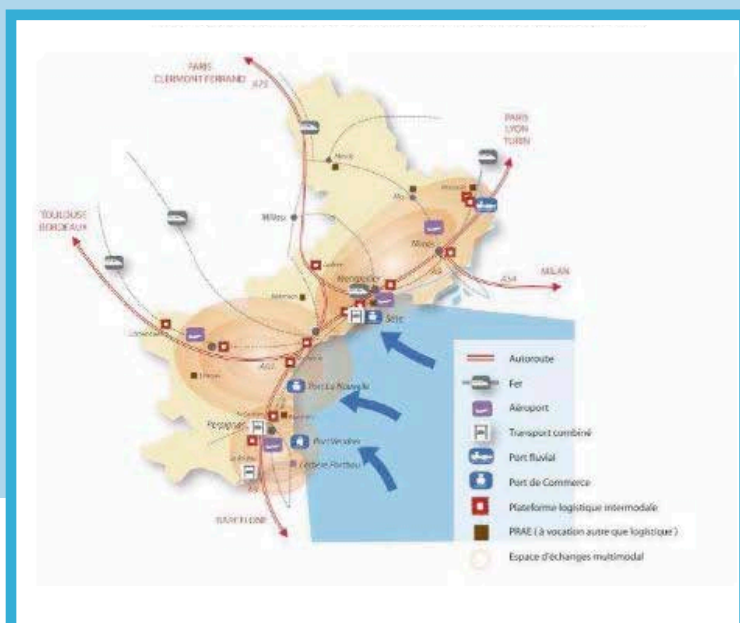 PARIS
CLERMONT FERRAND
A75
PARIS
LYON
TURIN
TOULOUSE
BORDEAUX
Millau
Nîmes
A9
A54
MILAN
Montpellier
Sète
A61
Port La Nouvelle
Perpignan
Port Vendres
Cerbère Portbou
A9
BARCELONE
Autoroute
Fer
Aéroport
Transport combiné
Port fluvial
Port de Commerce
Plateforme logistique intermodale
PRAE ( à vocation autre que logistique )
Espace d'échanges multimodal